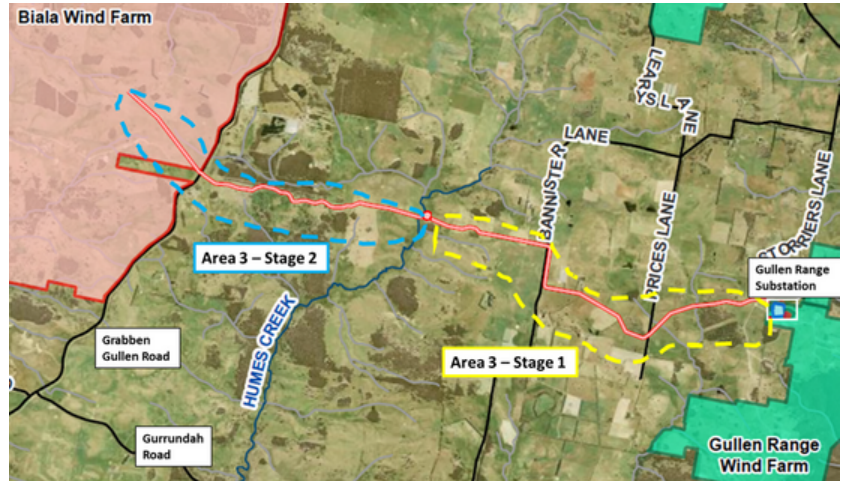 Biala Wind Farm
LEARYS LANE
BANNISTER LANE
PRICES LANE
STORRIERS LANE
Gullen Range
Substation
Area 3 – Stage 2
HUMES CREEK
Grabben
Gullen Road
Area 3 – Stage 1
Gurrundah
Road
Gullen Range
Wind Farm